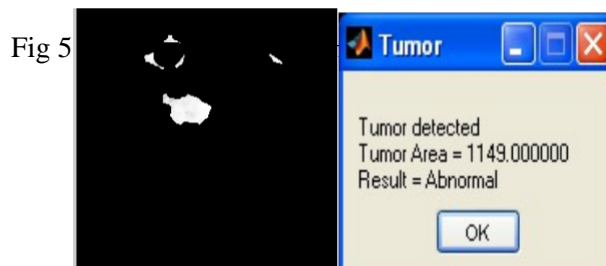 Fig 5
Tumor
Tumor detected
Tumor Area = 1149.000000
Result = Abnormal
OK